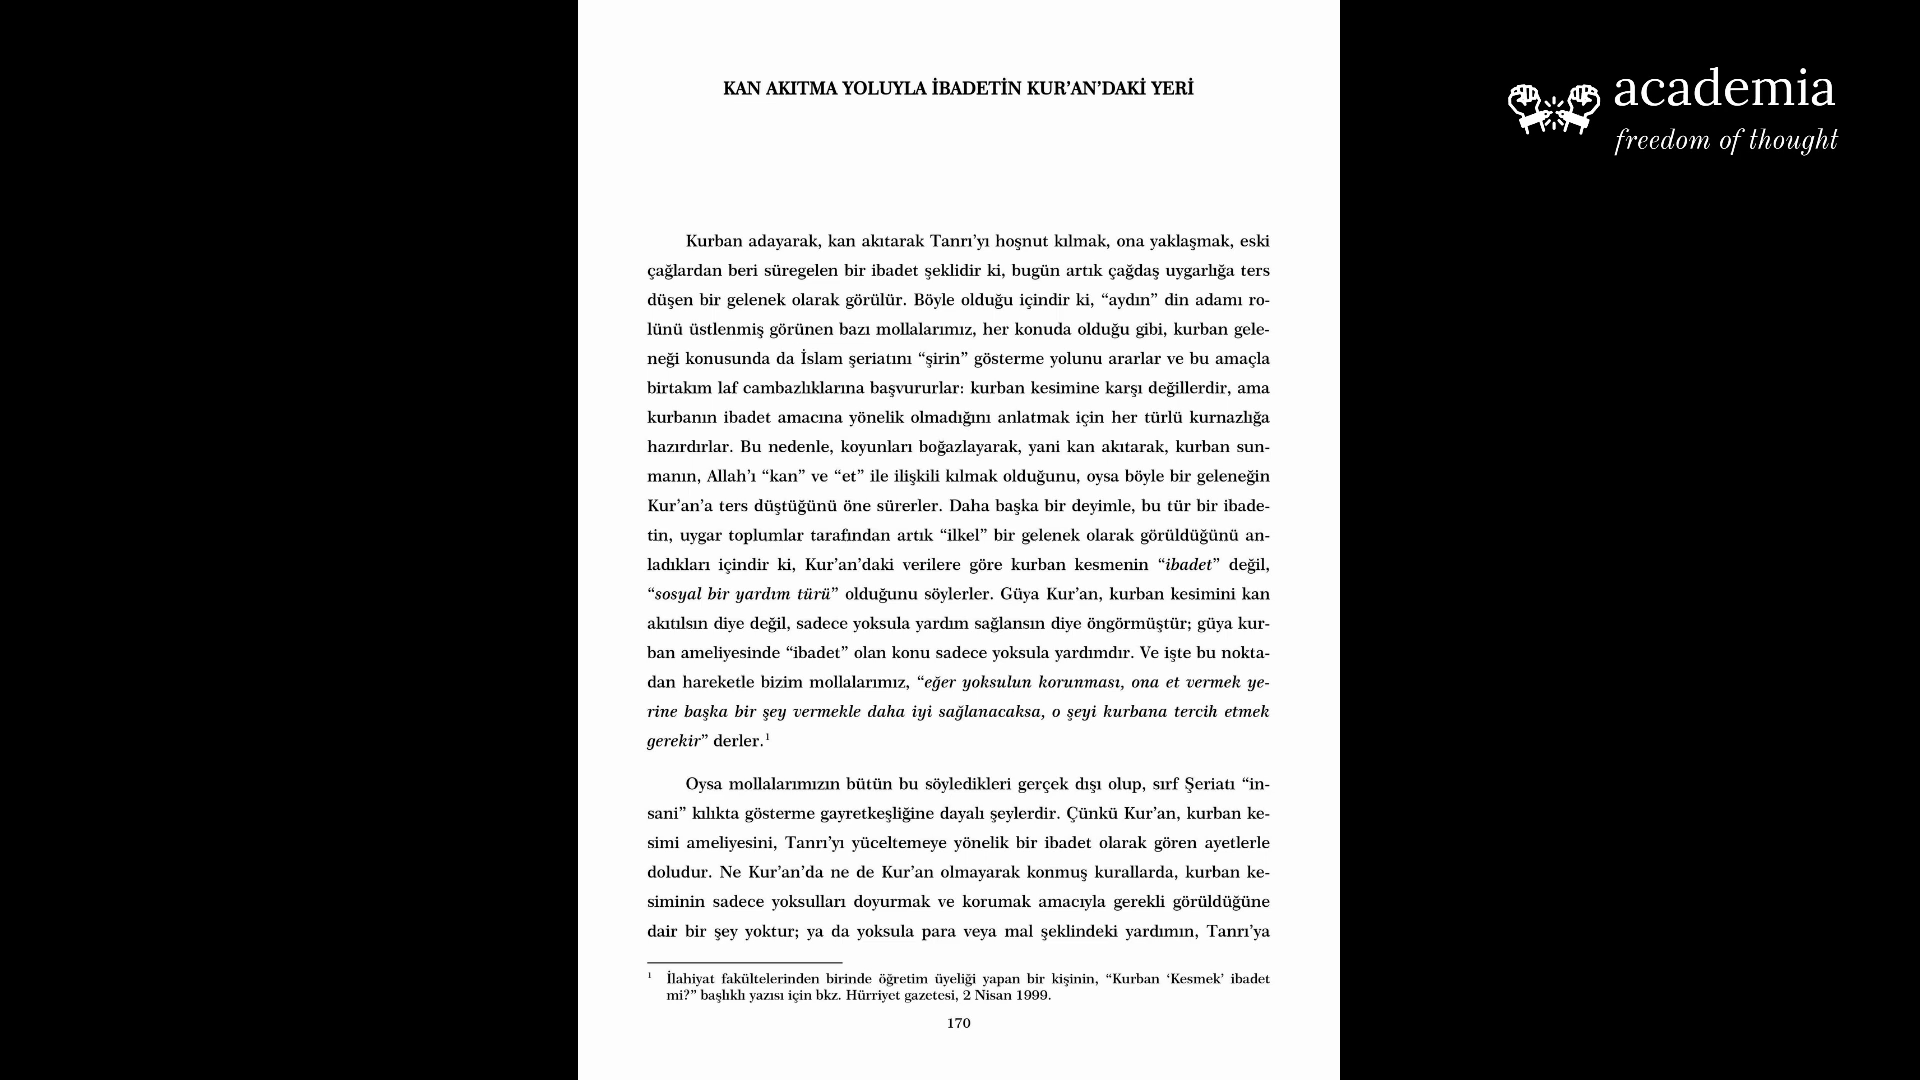 KAN AKITMA YOLUYLA İBADETİN KUR’AN’DAKİ YERİ
academia
freedom of thought
Kurban adayarak, kan akıtarak Tanrı’yı hoşnut kılmak, ona yaklaşmak, eski
çağlardan beri süregelen bir ibadet şeklidir ki, bugün artık çağdaş uygarlığa ters
düşen bir gelenek olarak görülür. Böyle olduğu içindir ki, “aydın” din adamı ro-
lünü üstlenmiş görünen bazı mollalarımız, her konuda olduğu gibi, kurban gele-
neği konusunda da İslam şeriatını “şirin” gösterme yolunu ararlar ve bu amaçla
birtakım laf cambazlıklarına başvururlar: kurban kesimine karşı değillerdir, ama
kurbanın ibadet amacına yönelik olmadığını anlatmak için her türlü kurnazlığa
hazırdırlar. Bu nedenle, koyunları boğazlayarak, yani kan akıtarak, kurban sun-
manın, Allah’ı “kan” ve “et” ile ilişkili kılmak olduğunu, oysa böyle bir geleneğin
Kur’an’a ters düştüğünü öne sürerler. Daha başka bir deyimle, bu tür bir ibade-
tin, uygar toplumlar tarafından artık “ilkel” bir gelenek olarak görüldüğünü an-
ladıkları içindir ki, Kur’an’daki verilere göre kurban kesmenin “ibadet” değil,
“sosyal bir yardım türü” olduğunu söylerler. Güya Kur’an, kurban kesimini kan
akıtılsın diye değil, sadece yoksula yardım sağlansın diye öngörmüştür; güya kur-
ban ameliyesinde “ibadet” olan konu sadece yoksula yardımdır. Ve işte bu nokta-
dan hareketle bizim mollalarımız, “eğer yoksulun korunması, ona et vermek ye-
rine başka bir şey vermekle daha iyi sağlanacaksa, o şeyi kurbana tercih etmek
gerekir” derler.1
Oysa mollalarımızın bütün bu söyledikleri gerçek dışı olup, sırf Şeriatı “in-
sani” kılıkta gösterme gayretkeşliğine dayalı şeylerdir. Çünkü Kur’an, kurban ke-
simi ameliyesini, Tanrı’yı yüceltemeye yönelik bir ibadet olarak gören ayetlerle
doludur. Ne Kur’an’da ne de Kur’an olmayarak konmuş kurallarda, kurban ke-
siminin sadece yoksulları doyurmak ve korumak amacıyla gerekli görüldüğüne
dair bir şey yoktur; ya da yoksula para veya mal şeklindeki yardımın, Tanrı’ya
1 İlahiyat fakültelerinden birinde öğretim üyeliği yapan bir kişinin, “Kurban ‘Kesmek’ ibadet
mi?” başlıklı yazısı için bkz. Hürriyet gazetesi, 2 Nisan 1999.
170